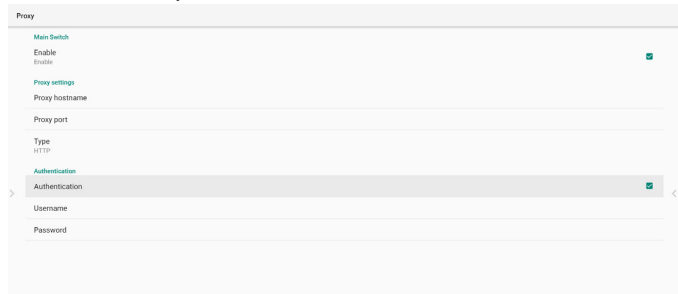 Proxy
Main Switch
Enable
Enable
Proxy settings
Proxy hostname
Proxy port
Type
HTTP
Authentication
Authentication
Username
Password